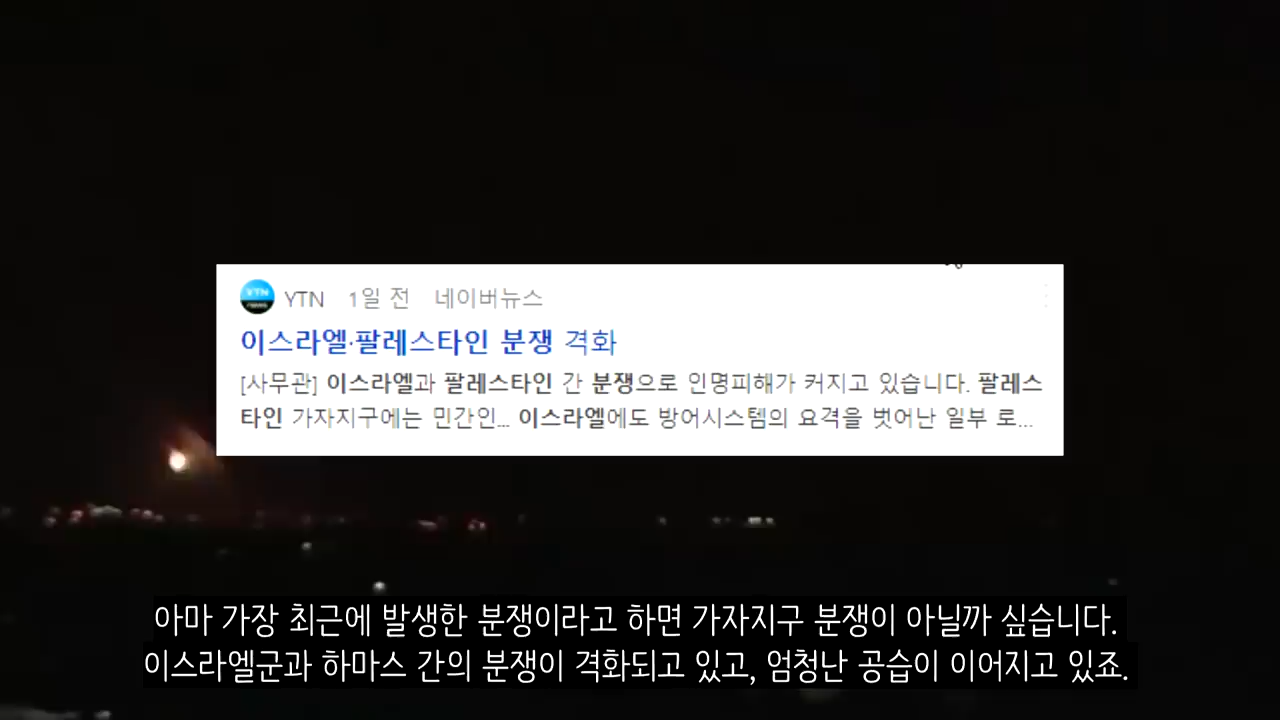 YTN 1일 전 네이버뉴스
이스라엘·팔레스타인 분쟁 격화
[사무관] 이스라엘과 팔레스타인 간 분쟁으로 인명피해가 커지고 있습니다. 팔레스
타인 가자지구에는 민간인... 이스라엘에도 방어시스템의 요격을 벗어난 일부 로...
아마 가장 최근에 발생한 분쟁이라고 하면 가자지구 분쟁이 아닐까 싶습니다.
이스라엘군과 하마스 간의 분쟁이 격화되고 있고, 엄청난 공습이 이어지고 있죠.